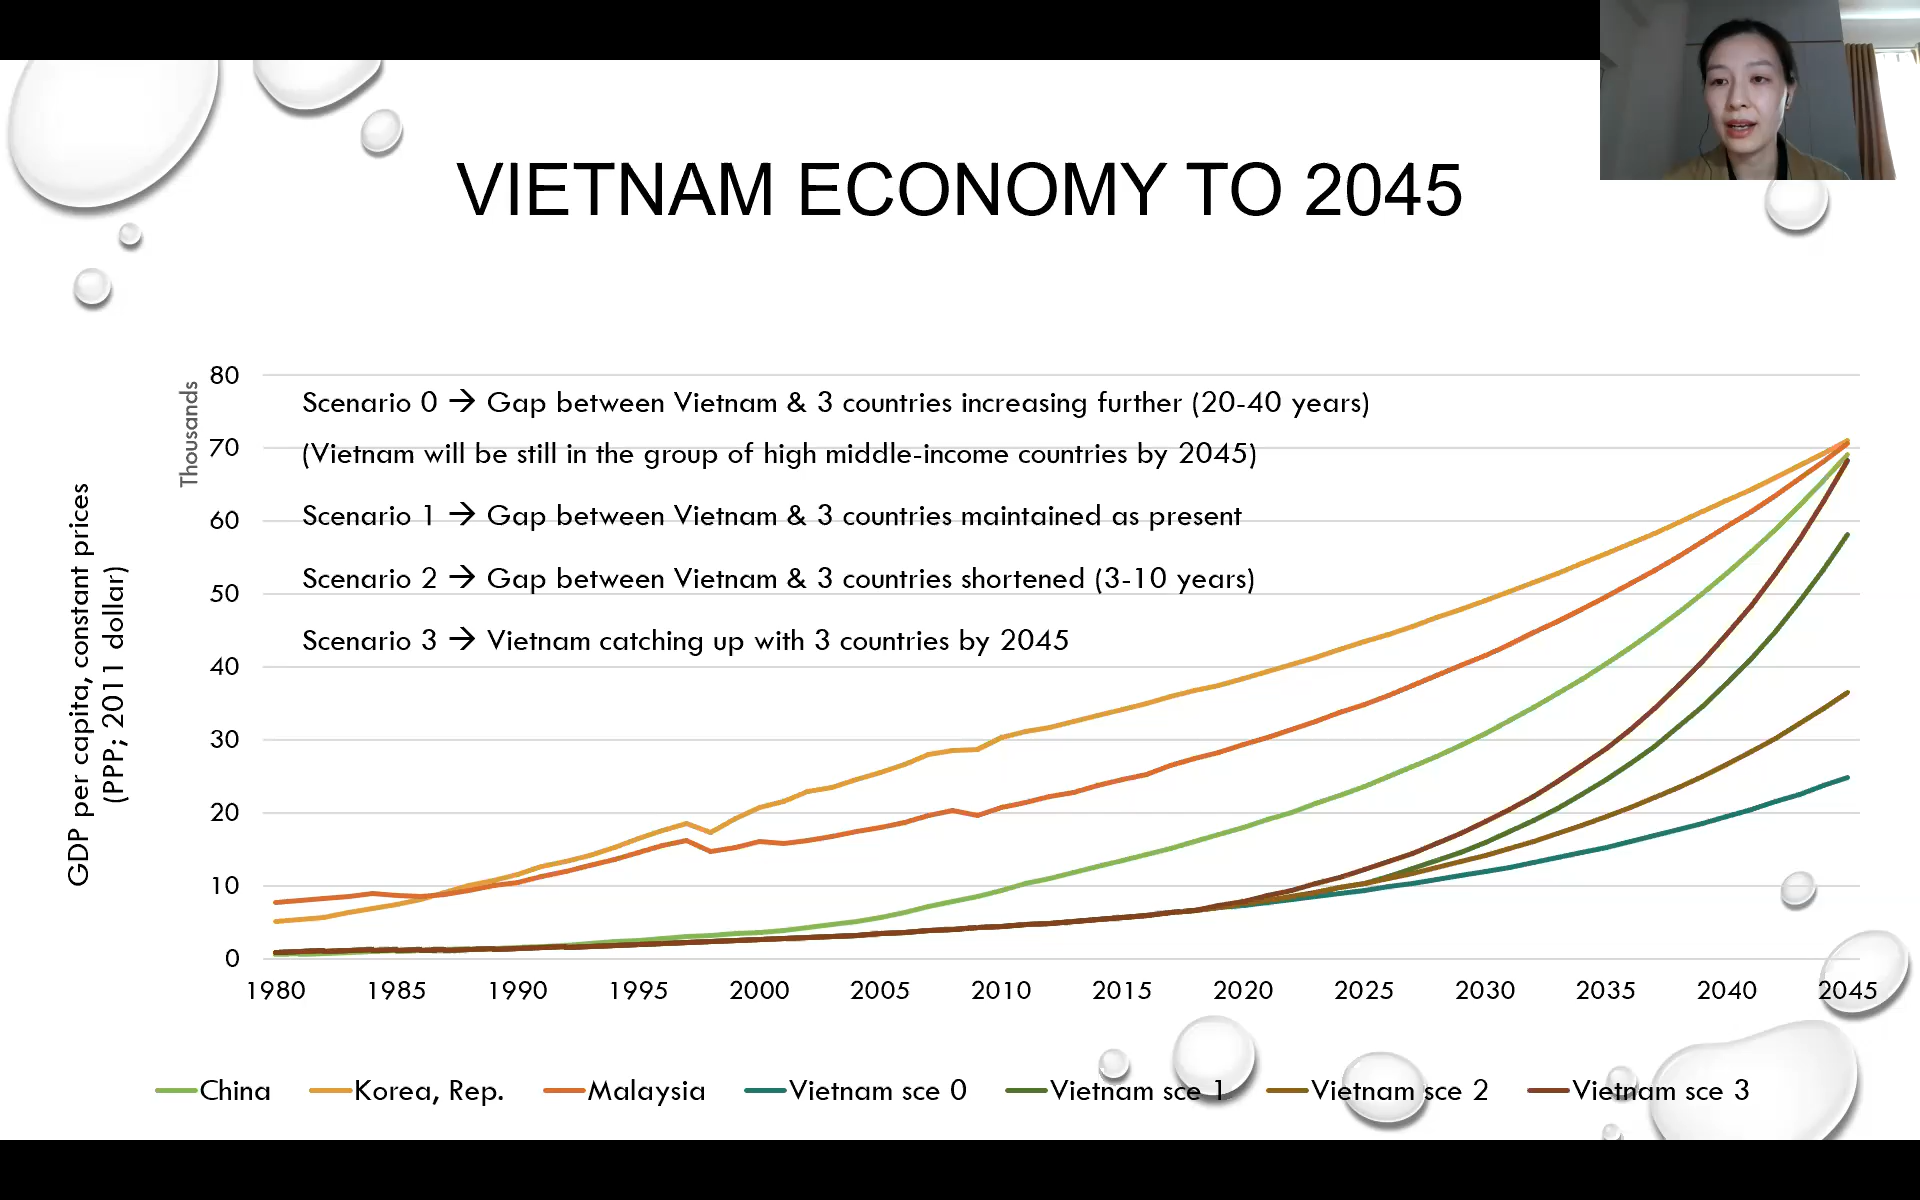 VIETNAM ECONOMY TO 2045
Scenario 0 → Gap between Vietnam & 3 countries increasing further (20-40 years)
(Vietnam will be still in the group of high middle-income countries by 2045)
Scenario 1 → Gap between Vietnam & 3 countries maintained as present
Scenario 2 → Gap between Vietnam & 3 countries shortened (3-10 years)
Scenario 3 → Vietnam catching up with 3 countries by 2045
GDP per capita, constant prices
(PPP; 2011 dollar)
Thousands
80
70
60
50
40
30
20
10
0
1980 1985 1990 1995 2000 2005 2010 2015 2020 2025 2030 2035 2040 2045
China Korea, Rep. Malaysia Vietnam sce 0 Vietnam sce 1 Vietnam sce 2 Vietnam sce 3